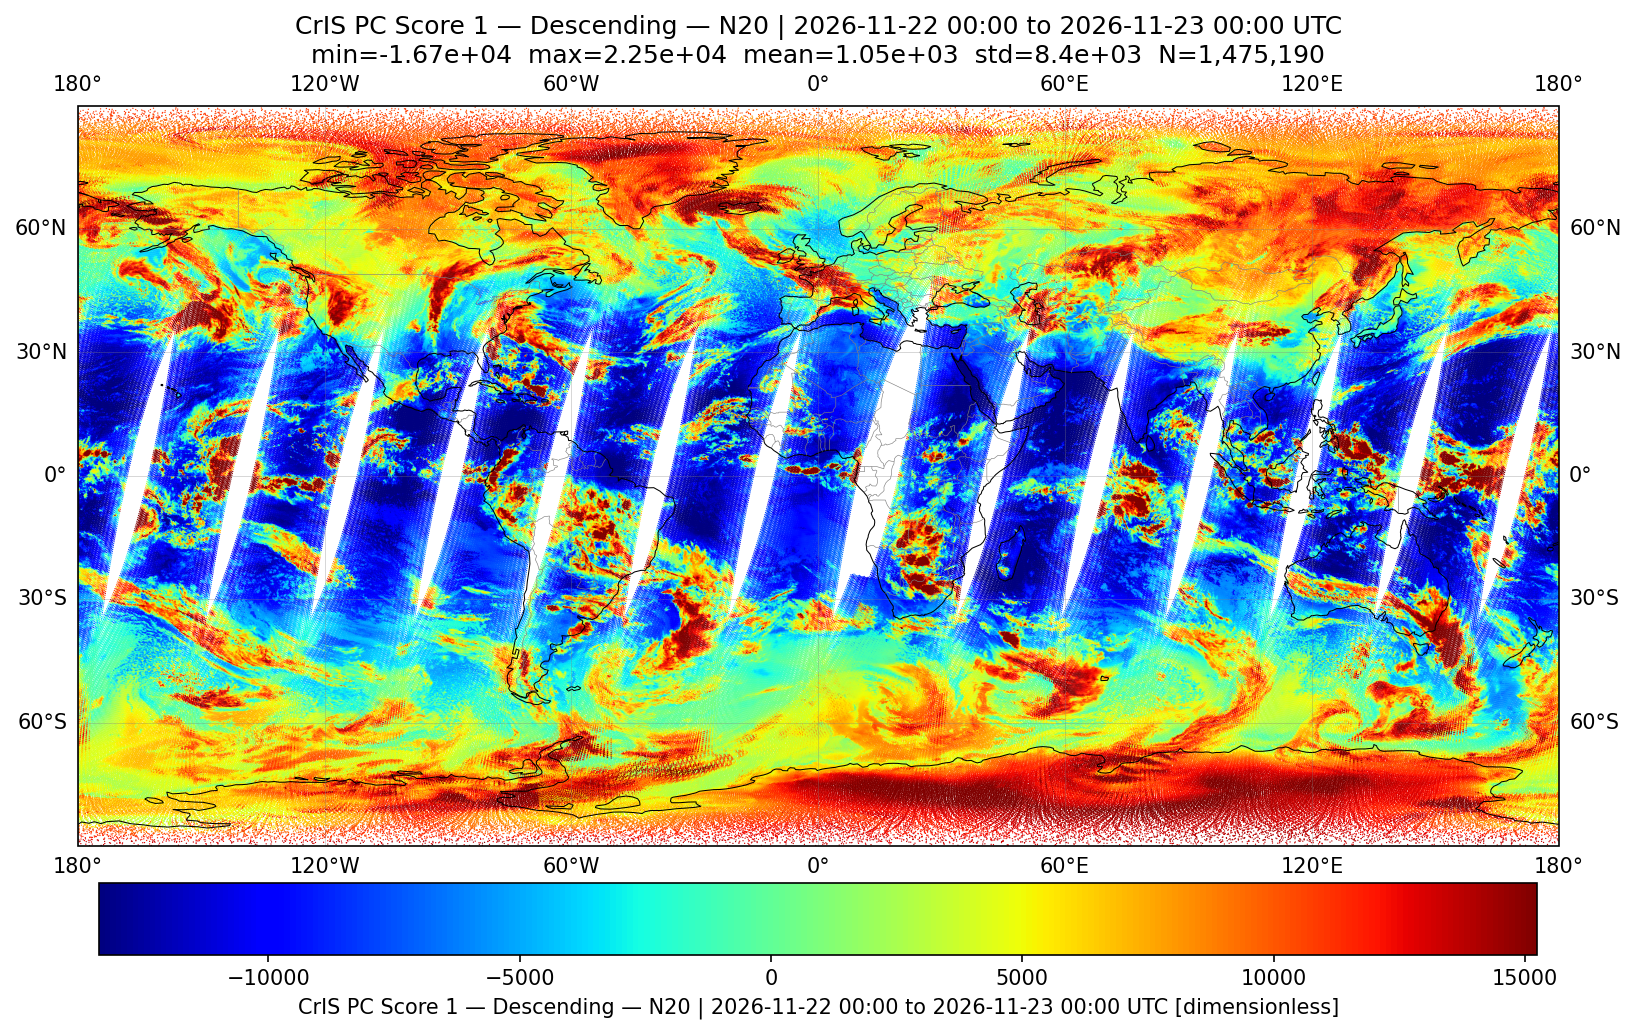 CrIS PC Score 1 — Descending — N20 | 2026-11-22 00:00 to 2026-11-23 00:00 UTC
min=-1.67e+04  max=2.25e+04  mean=1.05e+03  std=8.4e+03  N=1,475,190
180° 120°W 60°W 0° 60°E 120°E 180°
60°N 60°N
30°N 30°N
0° 0°
30°S 30°S
60°S 60°S
180° 120°W 60°W 0° 60°E 120°E 180°
−10000 −5000 0 5000 10000 15000
CrIS PC Score 1 — Descending — N20 | 2026-11-22 00:00 to 2026-11-23 00:00 UTC [dimensionless]